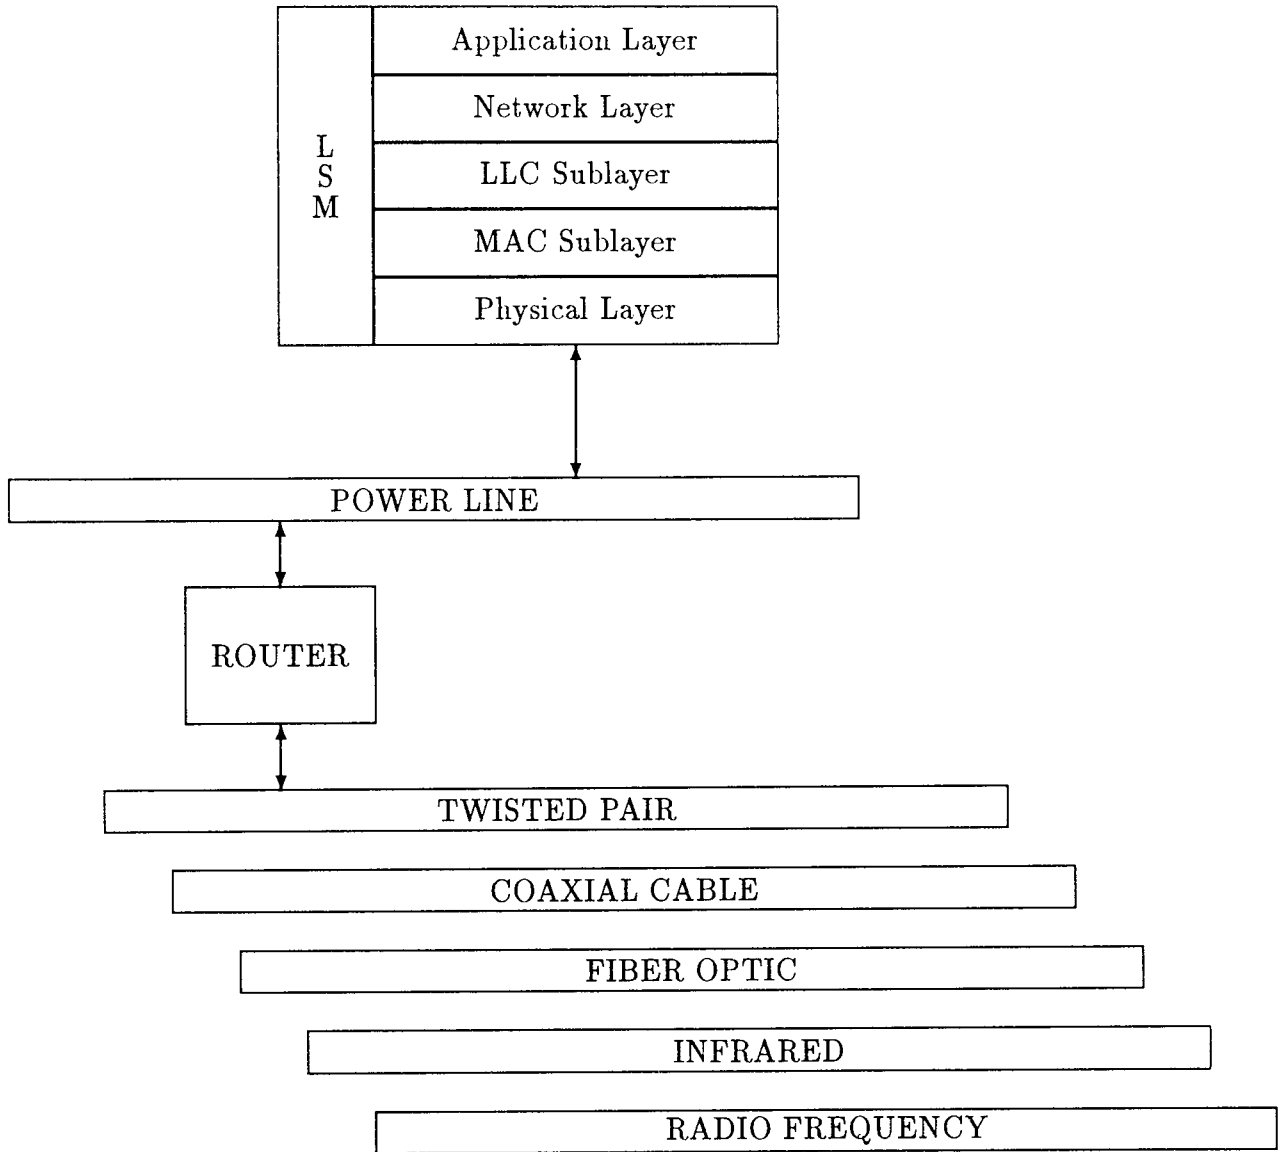 Application Layer
Network Layer
L
S
M
LLC Sublayer
MAC Sublayer
Physical Layer
POWER LINE
ROUTER
TWISTED PAIR
COAXIAL CABLE
FIBER OPTIC
INFRARED
RADIO FREQUENCY